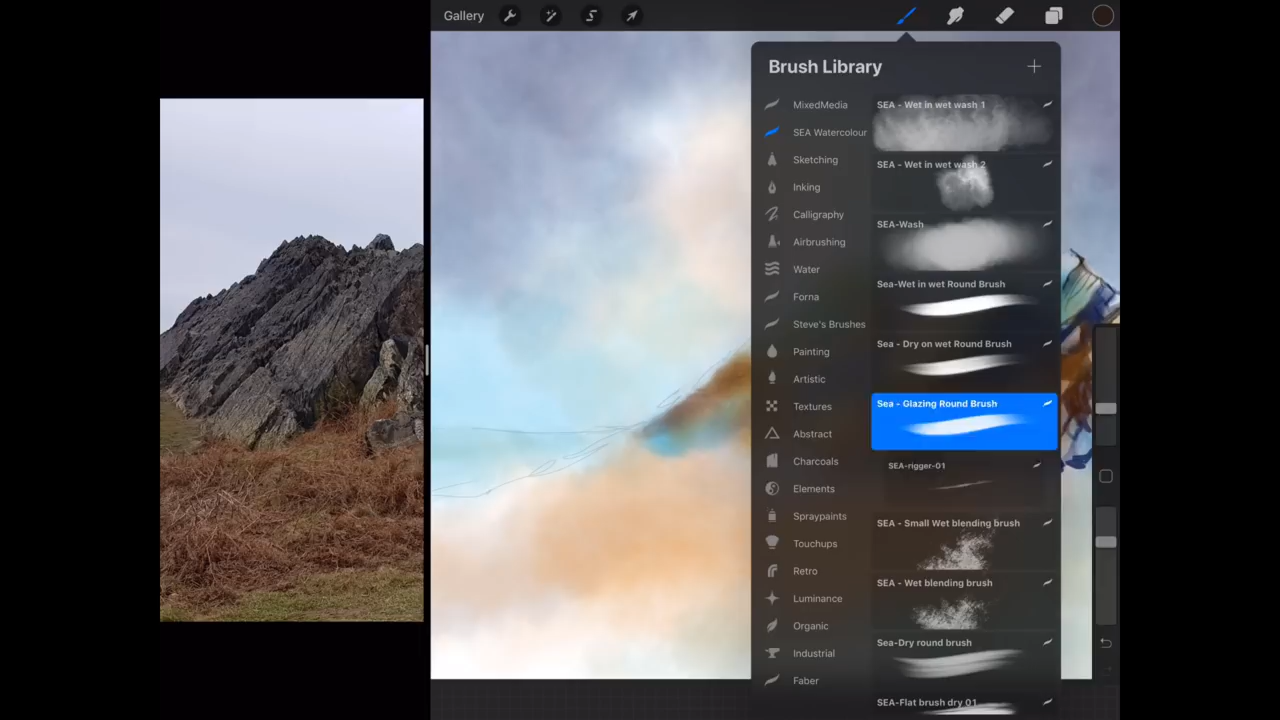 Gallery
Brush Library
MixedMedia
SEA Watercolour
Sketching
Inking
Calligraphy
Airbrushing
Water
Forna
Steve's Brushes
Painting
Artistic
Textures
Abstract
Charcoals
Elements
Spraypaints
Touchups
Retro
Luminance
Organic
Industrial
Faber
SEA - Wet in wet wash 1
SEA - Wet in wet wash 2
SEA-Wash
Sea-Wet in wet Round Brush
Sea - Dry on wet Round Brush
Sea - Glazing Round Brush
SEA-rigger-01
SEA - Small Wet blending brush
SEA - Wet blending brush
Sea-Dry round brush
SEA-Flat brush dry 01